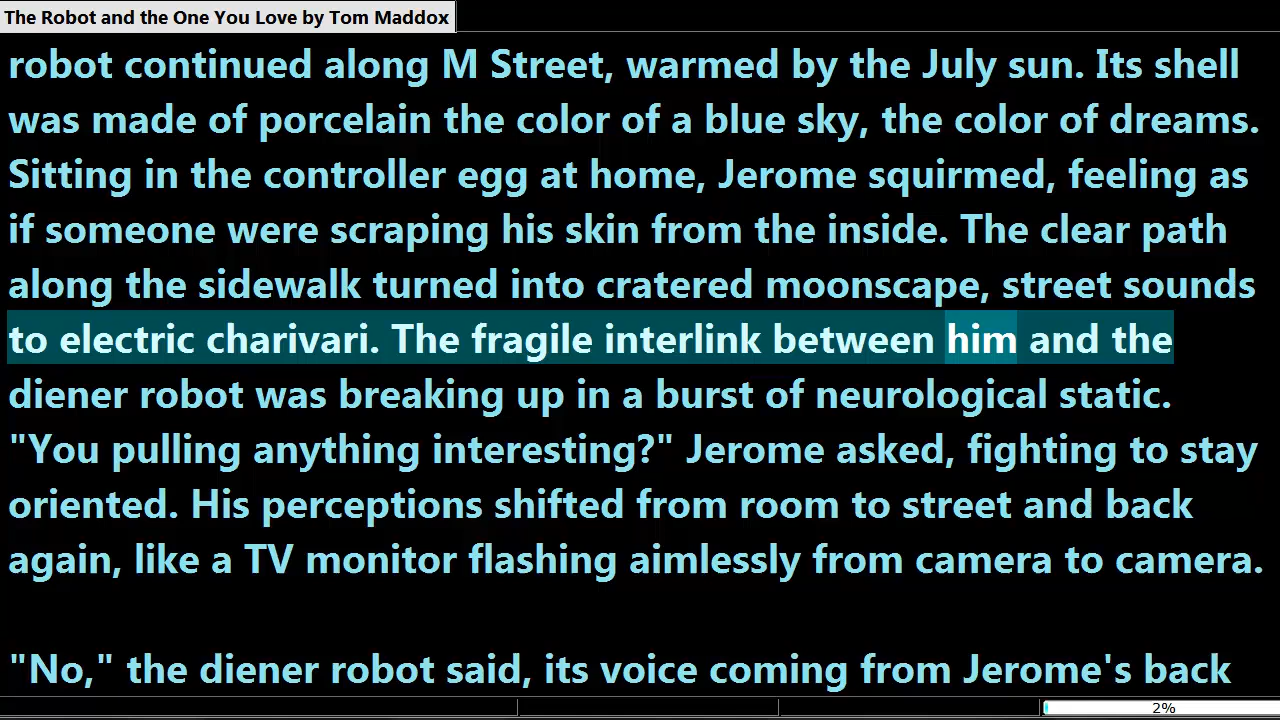 The Robot and the One You Love by Tom Maddox
robot continued along M Street, warmed by the July sun. Its shell
was made of porcelain the color of a blue sky, the color of dreams.
Sitting in the controller egg at home, Jerome squirmed, feeling as
if someone were scraping his skin from the inside. The clear path
along the sidewalk turned into cratered moonscape, street sounds
to electric charivari. The fragile interlink between him and the
diener robot was breaking up in a burst of neurological static.
"You pulling anything interesting?" Jerome asked, fighting to stay
oriented. His perceptions shifted from room to street and back
again, like a TV monitor flashing aimlessly from camera to camera.
"No," the diener robot said, its voice coming from Jerome's back
2%